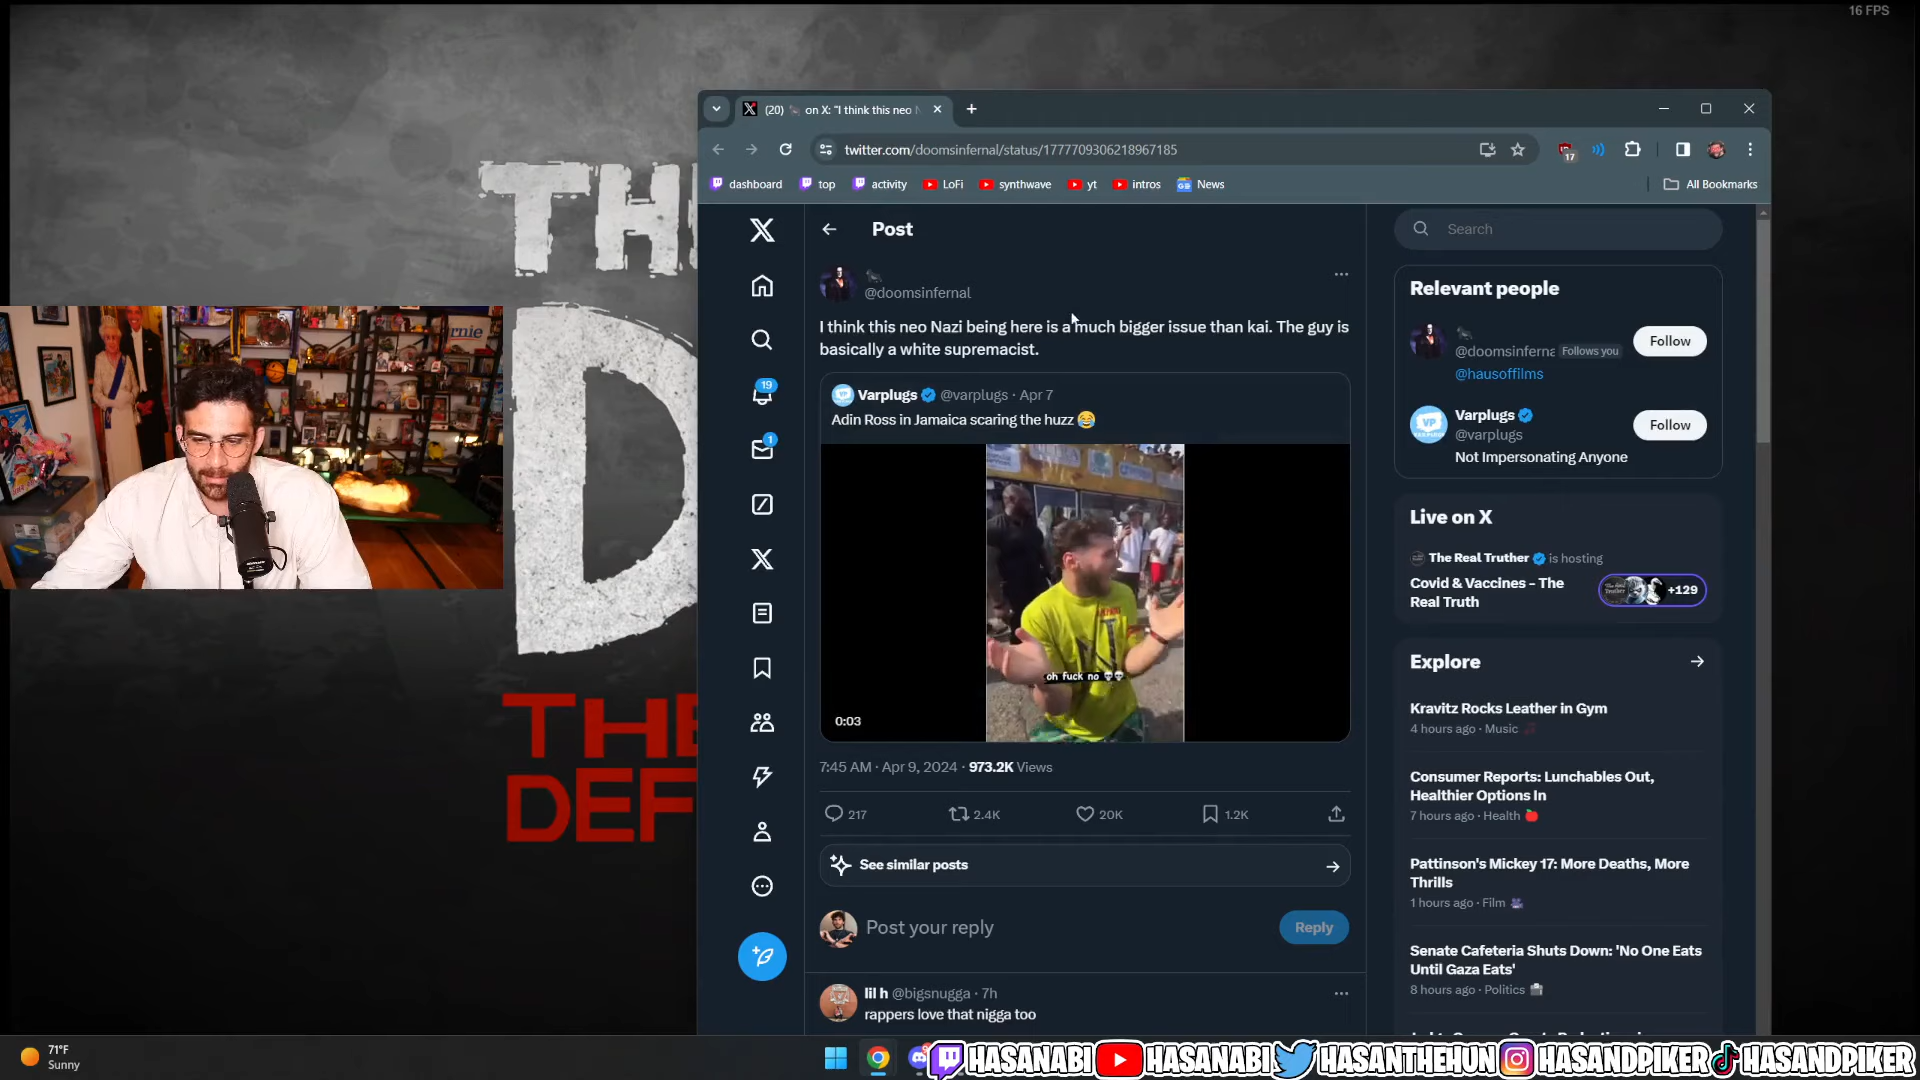 16 FPS
THE
D
THE
DEF
(20) on X: "I think this neo N
twitter.com/doomsinfernal/status/1777709306218967185
17
dashboard
top
activity
LoFi
synthwave
yt
intros
News
All Bookmarks
Post
@doomsinfernal
I think this neo Nazi being here is a much bigger issue than kai. The guy is
basically a white supremacist.
Varplugs @varplugs · Apr 7
Adin Ross in Jamaica scaring the huzz 😂
oh fuck no 💀💀
0:03
7:45 AM · Apr 9, 2024 · 973.2K Views
217
2.4K
20K
1.2K
See similar posts
Post your reply
Reply
lil h @bigsnugga · 7h
rappers love that nigga too
19
1
Search
Relevant people
@doomsinferna Follows you
@hausoffilms
Follow
Varplugs
@varplugs
Not Impersonating Anyone
Follow
Live on X
The Real Truther is hosting
Covid & Vaccines - The
Real Truth
+129
Explore
Kravitz Rocks Leather in Gym
4 hours ago · Music
Consumer Reports: Lunchables Out,
Healthier Options In
7 hours ago · Health 🍎
Pattinson's Mickey 17: More Deaths, More
Thrills
1 hours ago · Film
Senate Cafeteria Shuts Down: 'No One Eats
Until Gaza Eats'
8 hours ago · Politics
71°F
Sunny
HASANABI
HASANABI
HASANTHEHUN
HASANDPIKER
HASANDPIKER